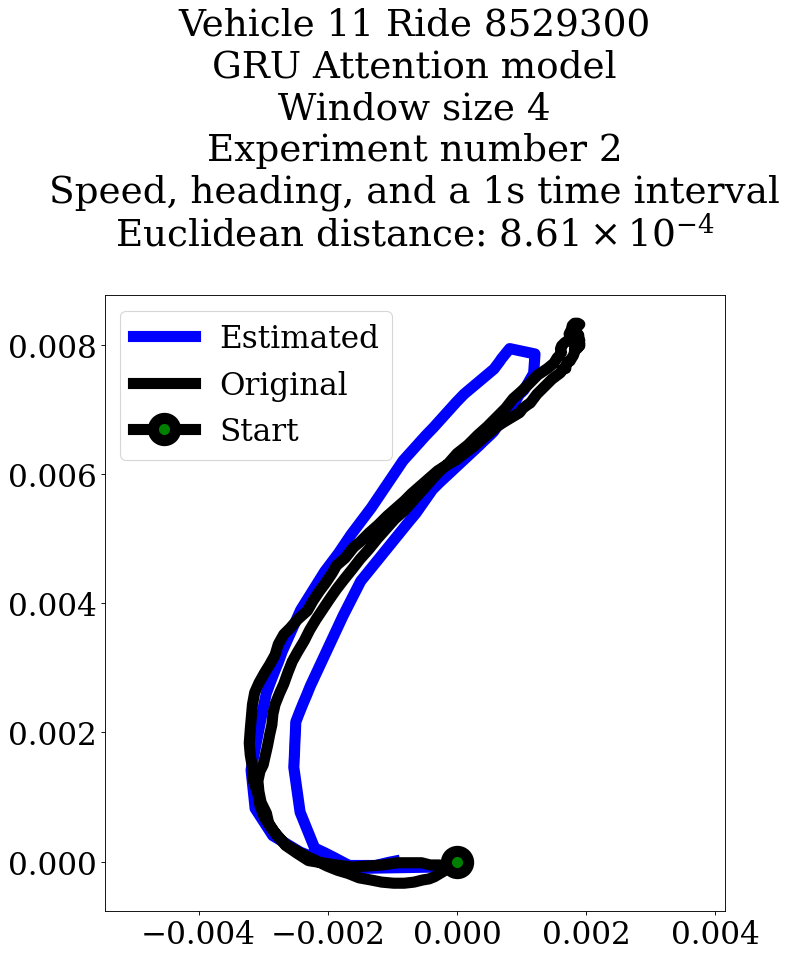 Vehicle 11 Ride 8529300
GRU Attention model
Window size 4
Experiment number 2
Speed, heading, and a 1s time interval
Euclidean distance: 8.61 × 10⁻⁴
Estimated
Original
Start
0.008
0.006
0.004
0.002
0.000
−0.004 −0.002 0.000 0.002 0.004